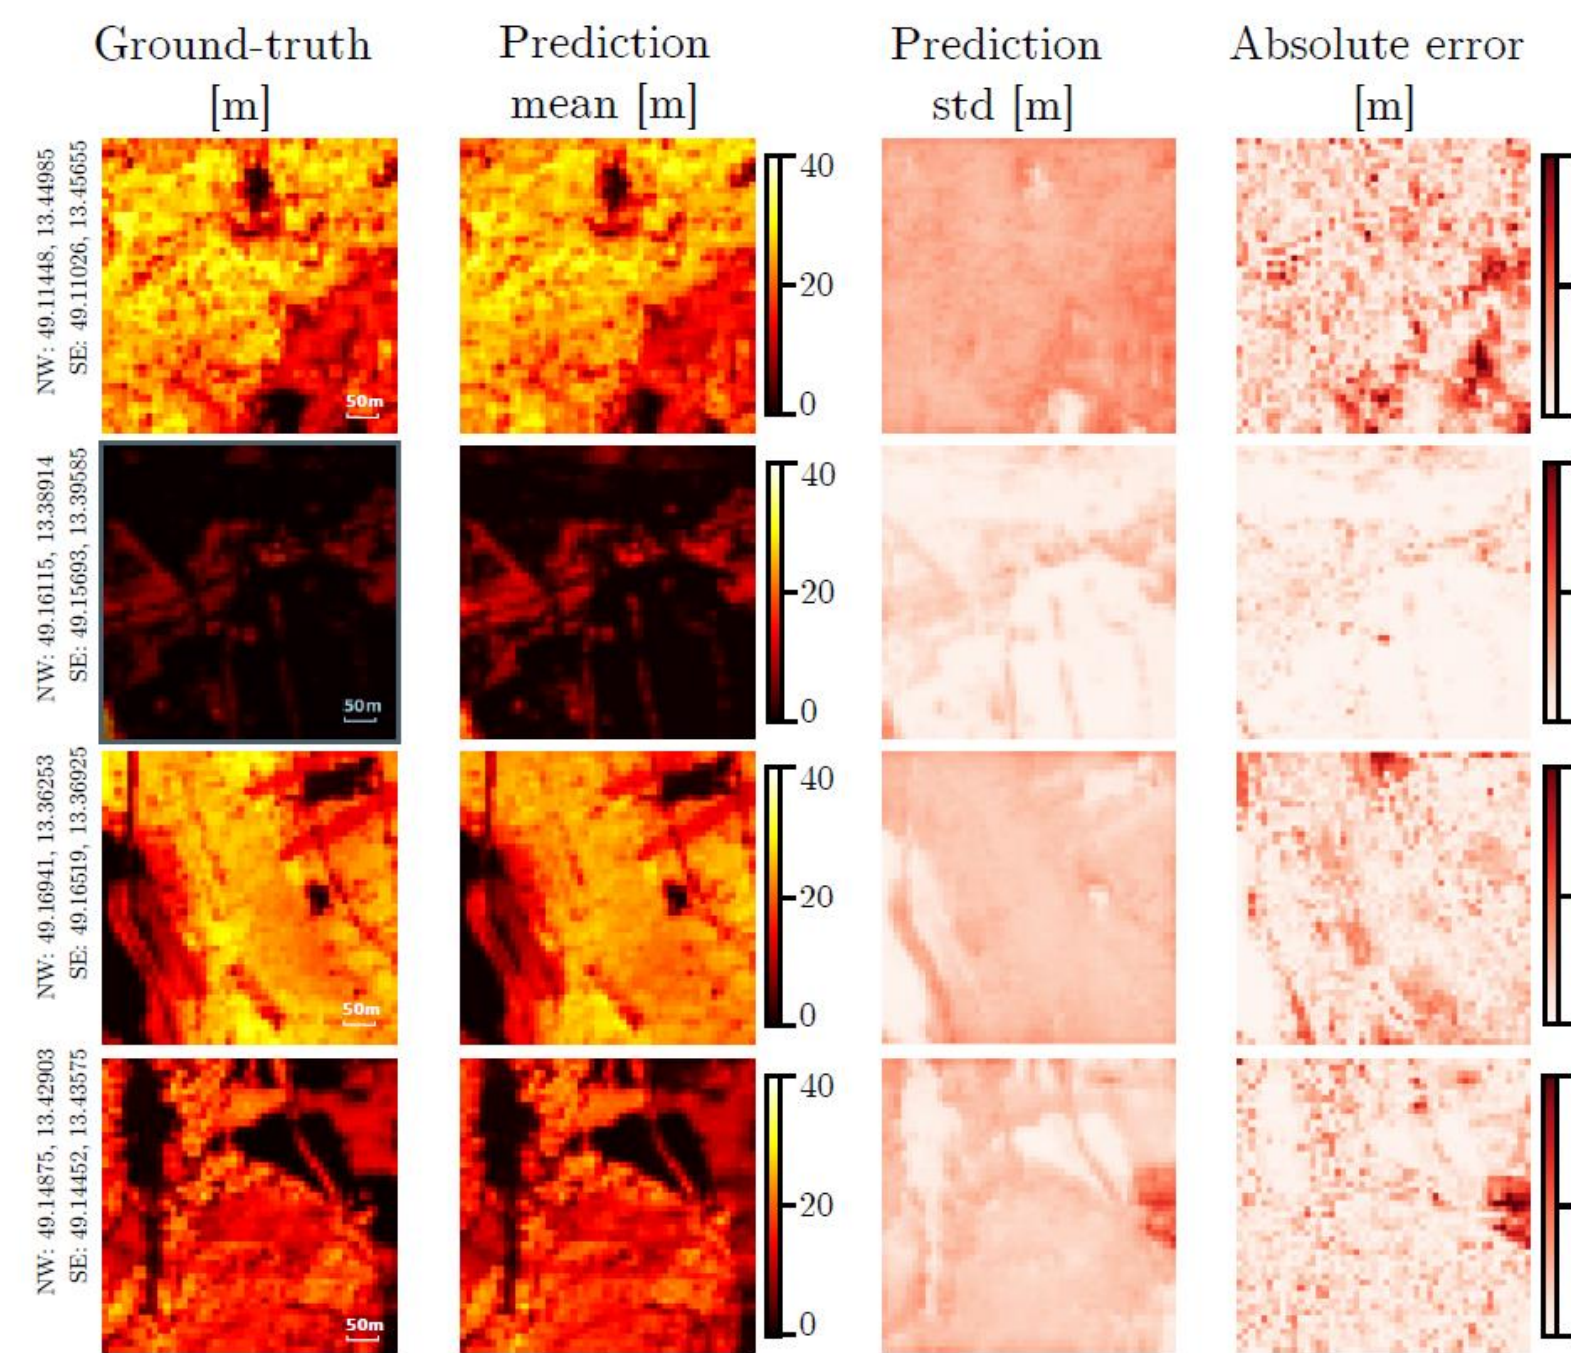 Ground-truth
[m]
Prediction
mean [m]
Prediction
std [m]
Absolute error
[m]
NW: 49.11448, 13.44985
SE: 49.11026, 13.45655
50m
40
20
0
NW: 49.16115, 13.38914
SE: 49.15693, 13.39585
50m
40
20
0
NW: 49.16941, 13.36253
SE: 49.16519, 13.36925
50m
40
20
0
NW: 49.14875, 13.42903
SE: 49.14452, 13.43575
50m
40
20
0